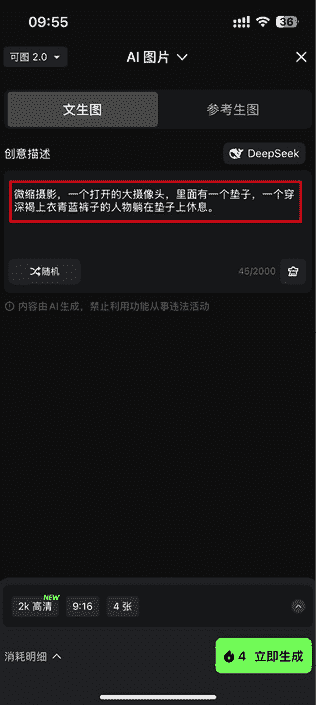 09:55
36
可图 2.0
AI 图片
文生图
参考生图
创意描述
DeepSeek
微缩摄影，一个打开的大摄像头，里面有一个垫子，一个穿
深褐上衣青蓝裤子的人物躺在垫子上休息。
随机
45/2000
内容由AI生成，禁止利用功能从事违法活动
NEW
2k 高清
9:16
4 张
消耗明细
4 立即生成